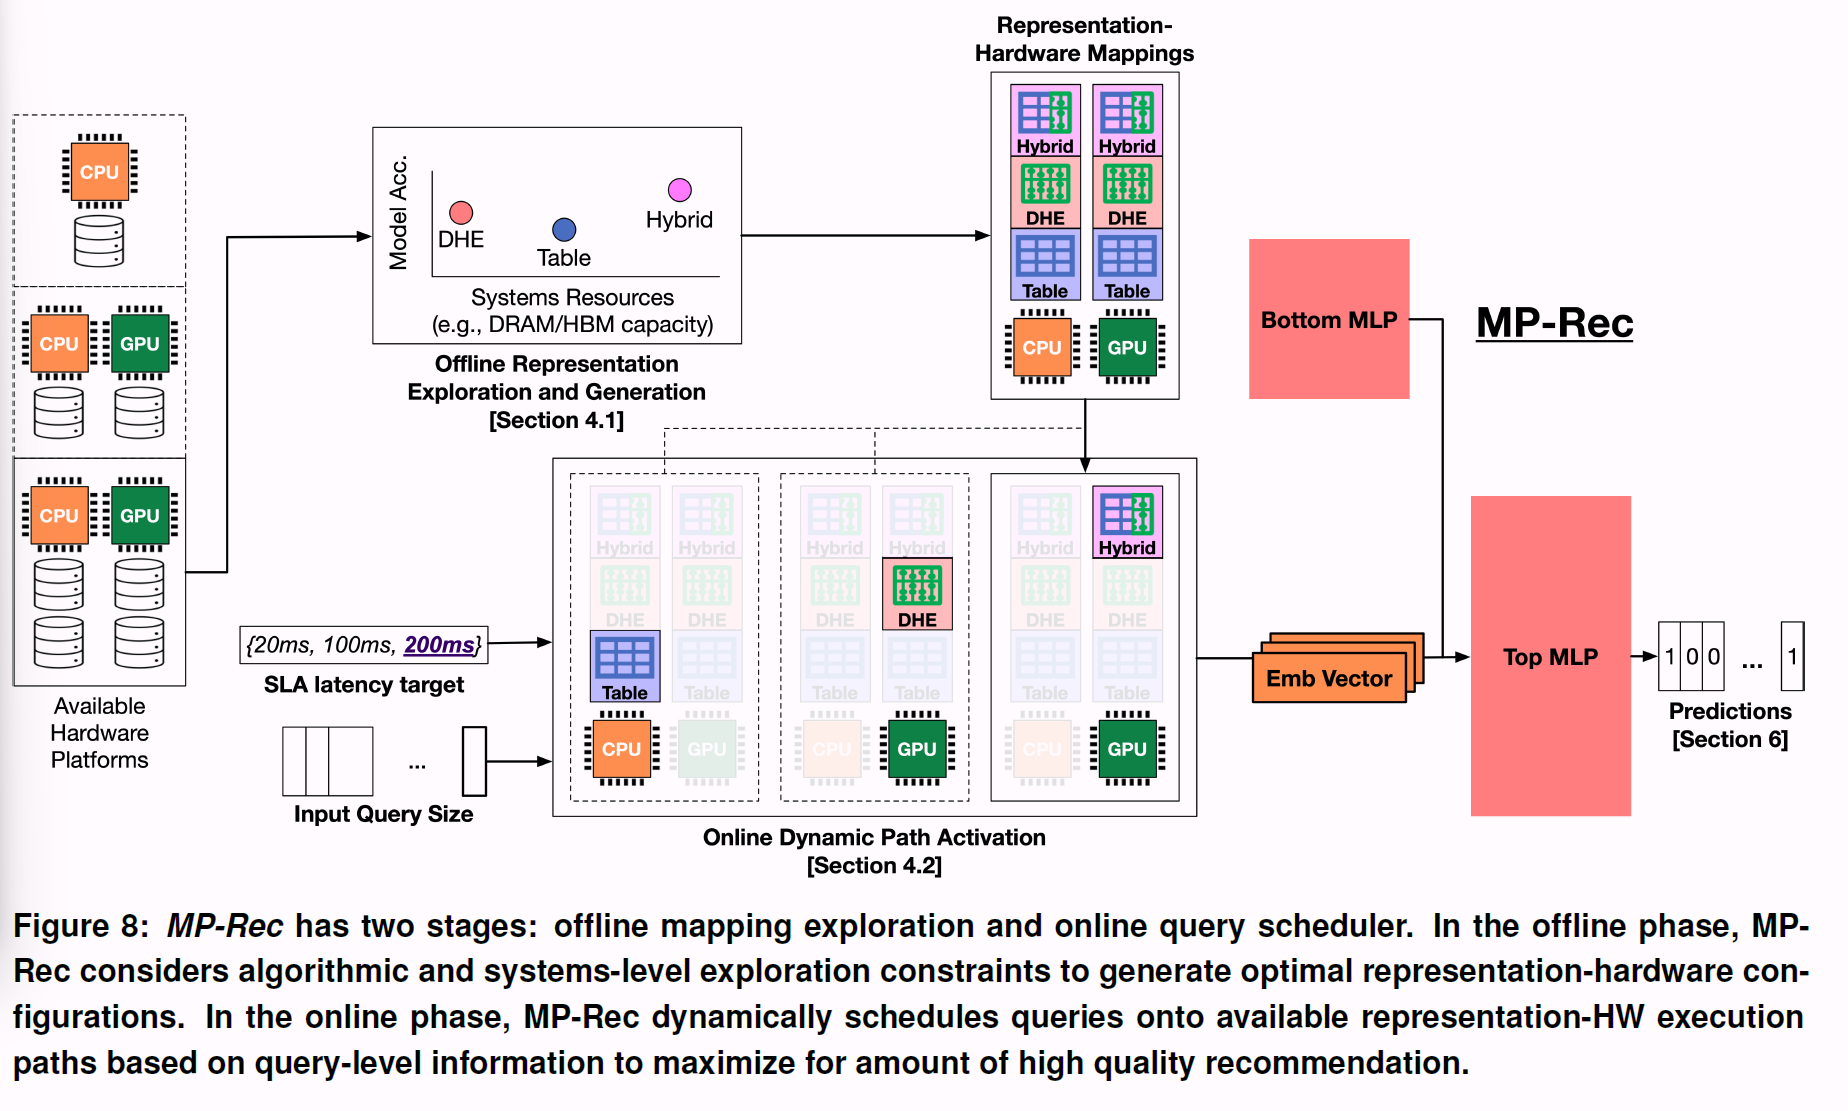 Representation-
Hardware Mappings
CPU
CPU
GPU
CPU
GPU
Available
Hardware
Platforms
Model Acc.
DHE
Table
Hybrid
Systems Resources
(e.g., DRAM/HBM capacity)
Offline Representation
Exploration and Generation
[Section 4.1]
Hybrid
Hybrid
DHE
DHE
Table
Table
CPU
GPU
Bottom MLP
MP-Rec
{20ms, 100ms, 200ms}
SLA latency target
...
Input Query Size
Hybrid
Hybrid
DHE
DHE
Table
Table
CPU
GPU
Hybrid
Hybrid
DHE
DHE
Table
Table
CPU
GPU
Hybrid
Hybrid
DHE
DHE
Table
Table
CPU
GPU
Online Dynamic Path Activation
[Section 4.2]
Emb Vector
Top MLP
1 0 0 ... 1
Predictions
[Section 6]
Figure 8: MP-Rec has two stages: offline mapping exploration and online query scheduler. In the offline phase, MP-
Rec considers algorithmic and systems-level exploration constraints to generate optimal representation-hardware con-
figurations. In the online phase, MP-Rec dynamically schedules queries onto available representation-HW execution
paths based on query-level information to maximize for amount of high quality recommendation.